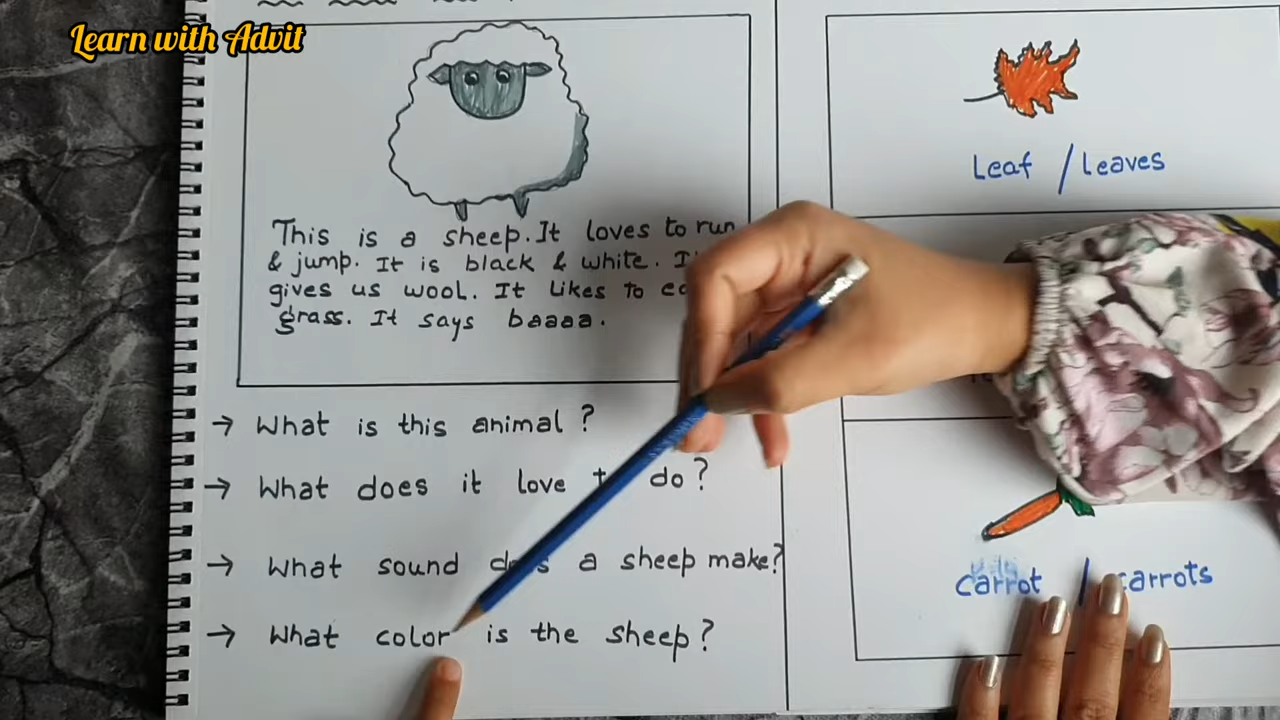 Learn with Advit
This is a sheep. It loves to run
& jump. It is black & white.
gives us wool. It likes to
grass. It says baaaa.
→ What is this animal ?
→ What does it love do ?
→ What sound a sheep make?
→ What color is the sheep ?
Leaf / Leaves
carrot / carrots